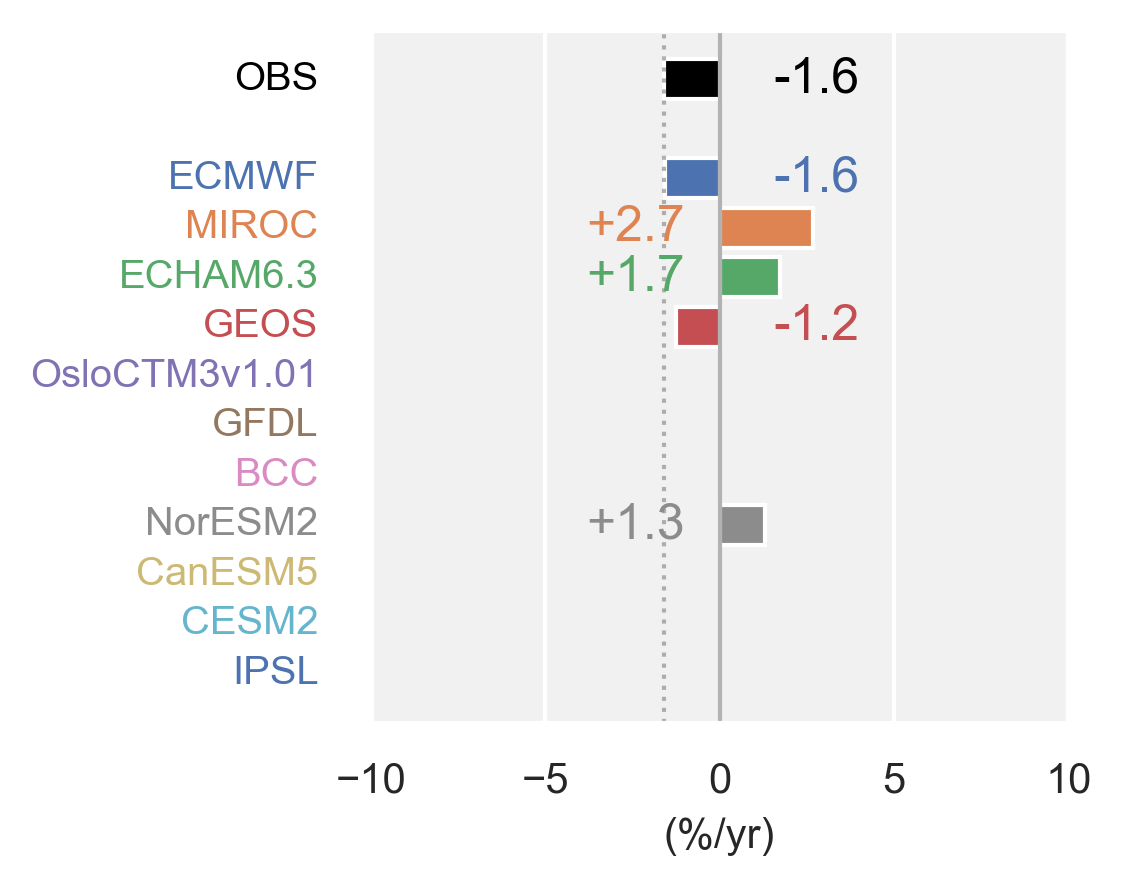 OBS -1.6
ECMWF -1.6
MIROC +2.7
ECHAM6.3 +1.7
GEOS -1.2
OsloCTM3v1.01
GFDL
BCC
NorESM2 +1.3
CanESM5
CESM2
IPSL
−10 −5 0 5 10
(%/yr)